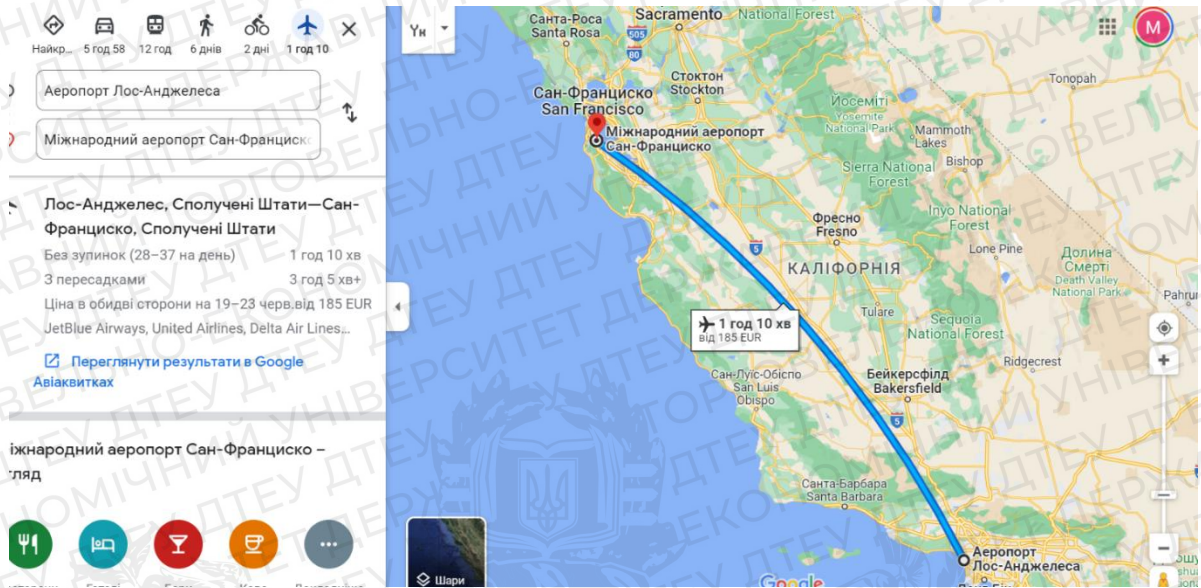 Найкр...
5 год 58
12 год
6 днів
2 дні
1 год 10
Аеропорт Лос-Анджелеса
Міжнародний аеропорт Сан-Франциско
Лос-Анджелес, Сполучені Штати—Сан-
Франциско, Сполучені Штати
Без зупинок (28–37 на день) 1 год 10 хв
З пересадками 3 год 5 хв+
Ціна в обидві сторони на 19–23 черв. від 185 EUR
JetBlue Airways, United Airlines, Delta Air Lines...
Переглянути результати в Google
Авіаквитках
іжнародний аеропорт Сан-Франциско –
гляд
Ун
M
Санта-Роса
Santa Rosa
Sacramento
National Forest
505
80
Стоктон
Stockton
Сан-Франциско
San Francisco
Міжнародний аеропорт
Сан-Франциско
Йосеміті
Yosemite
National Park
Mammoth
Lakes
Tonopah
Bishop
Sierra National
Forest
Inyo National
Forest
Фресно
Fresno
5
Lone Pine
КАЛІФОРНІЯ
Долина
Смерті
Death Valley
National Park
Pahru
Tulare
Sequoia
National Forest
1 год 10 хв
від 185 EUR
Ridgecrest
Сан-Луїс-Обіспо
San Luis
Obispo
Бейкерсфілд
Bakersfield
5
Санта-Барбара
Santa Barbara
Аеропорт
Лос-Анджелеса
Шари
Google